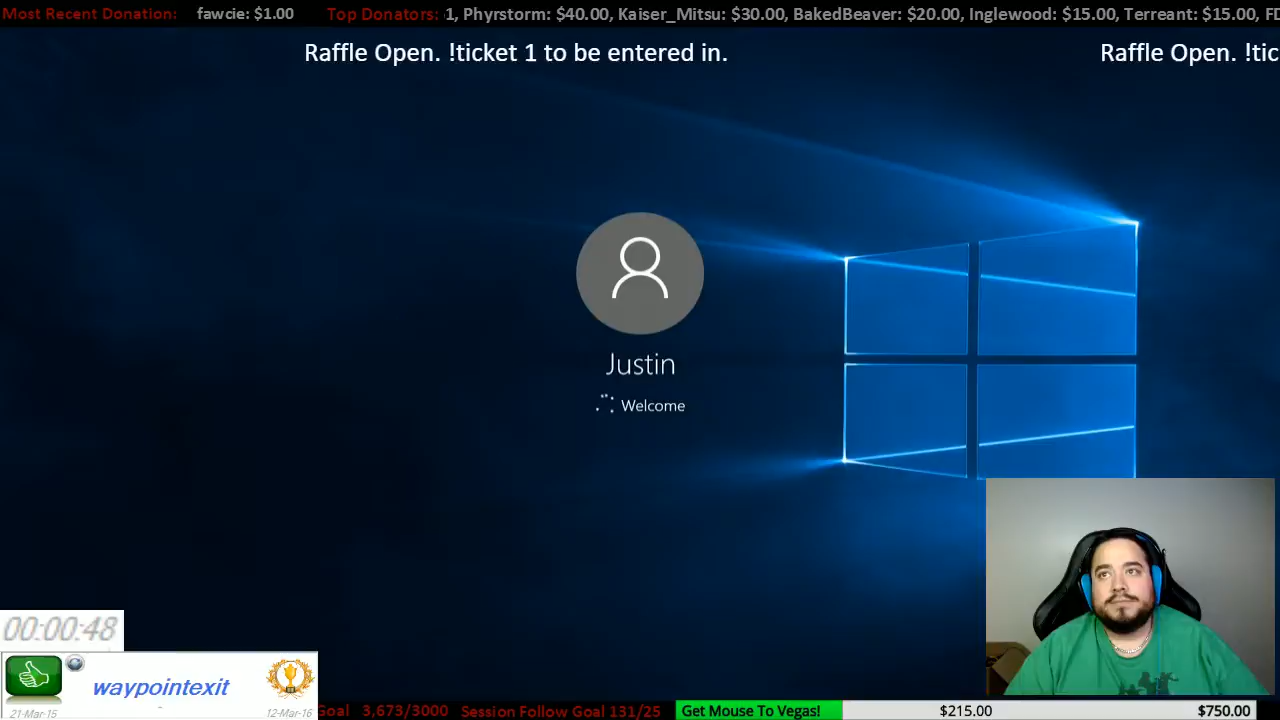 Most Recent Donation: fawcie: $1.00 Top Donators: 1, Phyrstorm: $40.00, Kaiser_Mitsu: $30.00, BakedBeaver: $20.00, Inglewood: $15.00, Terreant: $15.00, FD
Raffle Open. !ticket 1 to be entered in. Raffle Open. !tic
Justin
Welcome
00:00:48
waypointexit
21-Mar-15 12-Mar-16
Goal 3,673/3000 Session Follow Goal 131/25 Get Mouse To Vegas! $215.00 $750.00